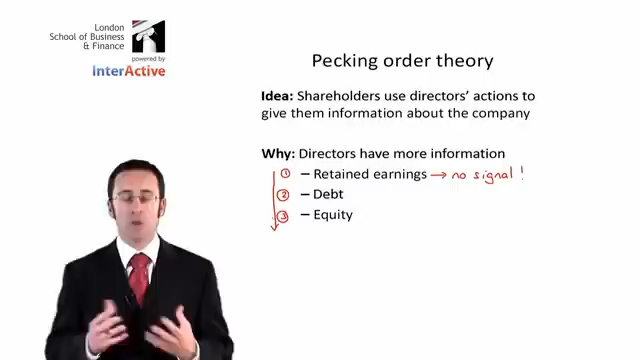 London
School of Business
& Finance
powered by
InterActive
Pecking order theory
Idea: Shareholders use directors' actions to
give them information about the company
Why: Directors have more information
① – Retained earnings → no signal!
② – Debt
③ – Equity